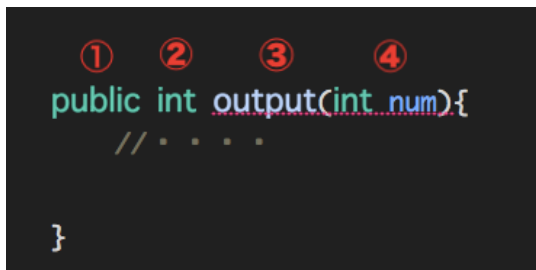 ① ② ③ ④
public int output(int num){
//・・・・
}